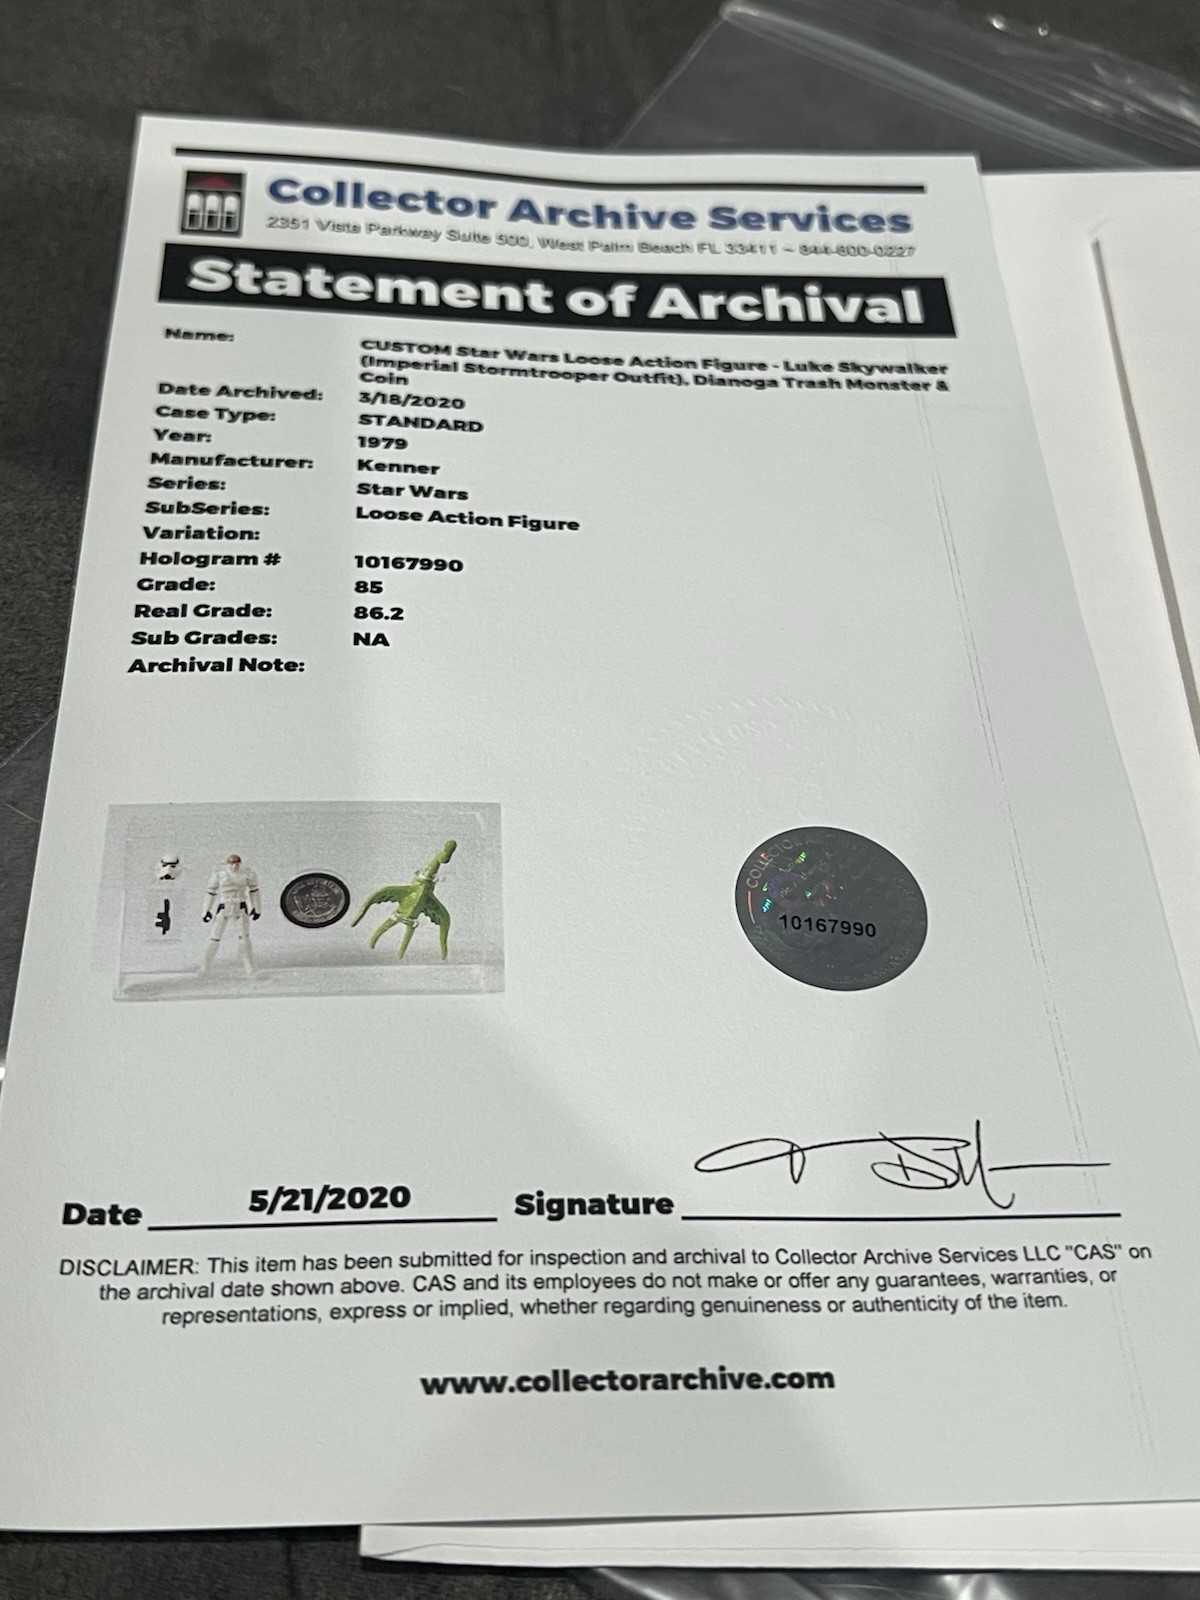 Collector Archive Services
2351 Vista Parkway Suite 500, West Palm Beach FL 33411 ~ 844-600-0227
Statement of Archival
Name: CUSTOM Star Wars Loose Action Figure - Luke Skywalker
(Imperial Stormtrooper Outfit), Dianoga Trash Monster &
Coin
Date Archived: 3/18/2020
Case Type: STANDARD
Year: 1979
Manufacturer: Kenner
Series: Star Wars
SubSeries: Loose Action Figure
Variation:
Hologram # 10167990
Grade: 85
Real Grade: 86.2
Sub Grades: NA
Archival Note:
10167990
Date 5/21/2020 Signature
DISCLAIMER: This item has been submitted for inspection and archival to Collector Archive Services LLC "CAS" on
the archival date shown above. CAS and its employees do not make or offer any guarantees, warranties, or
representations, express or implied, whether regarding genuineness or authenticity of the item.
www.collectorarchive.com